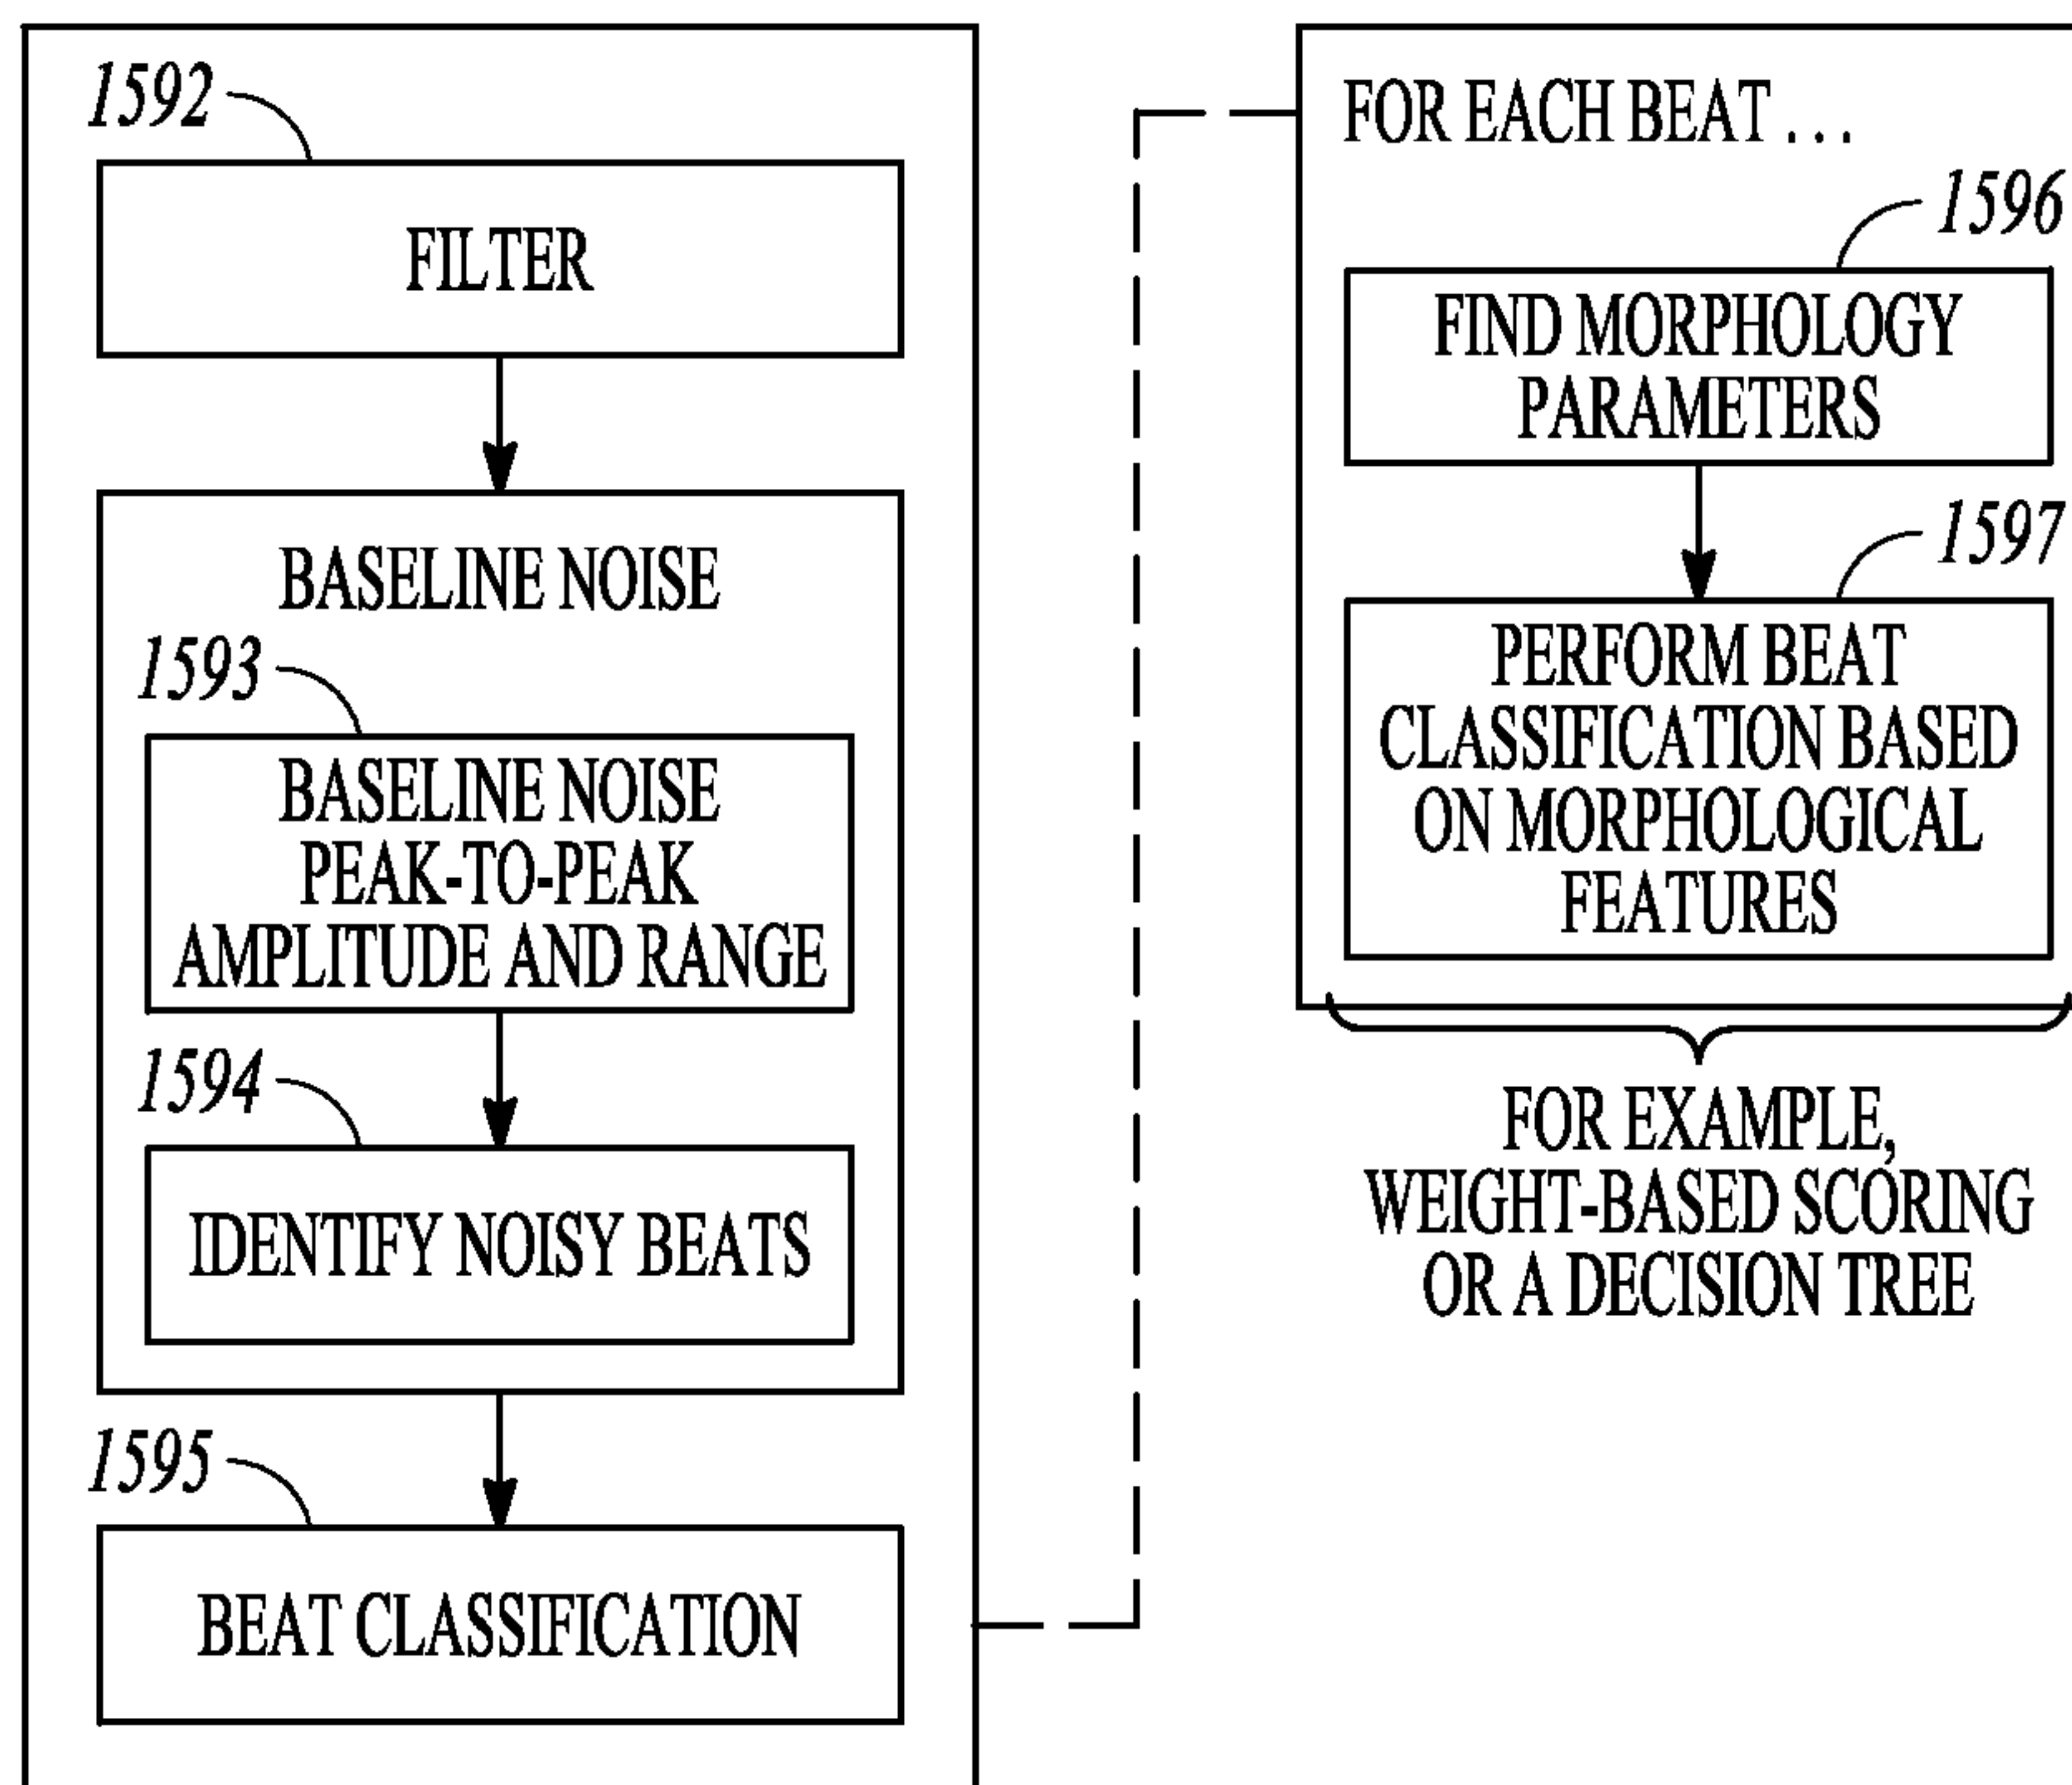 1592
FILTER
BASELINE NOISE
1593
BASELINE NOISE
PEAK-TO-PEAK
AMPLITUDE AND RANGE
1594
IDENTIFY NOISY BEATS
1595
BEAT CLASSIFICATION
FOR EACH BEAT . . .
1596
FIND MORPHOLOGY
PARAMETERS
1597
PERFORM BEAT
CLASSIFICATION BASED
ON MORPHOLOGICAL
FEATURES
FOR EXAMPLE,
WEIGHT-BASED SCORING
OR A DECISION TREE